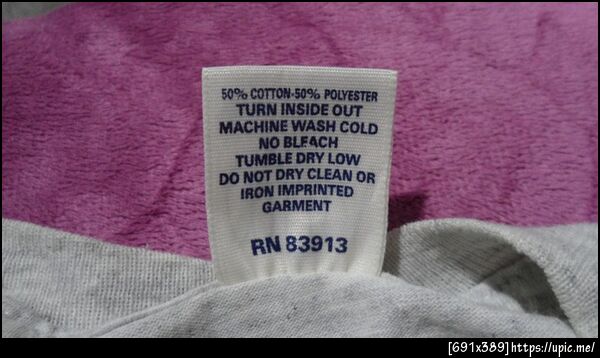 50% COTTON-50% POLYESTER
TURN INSIDE OUT
MACHINE WASH COLD
NO BLEACH
TUMBLE DRY LOW
DO NOT DRY CLEAN OR
IRON IMPRINTED
GARMENT
RN 83913
[691x389]https://upic.me/